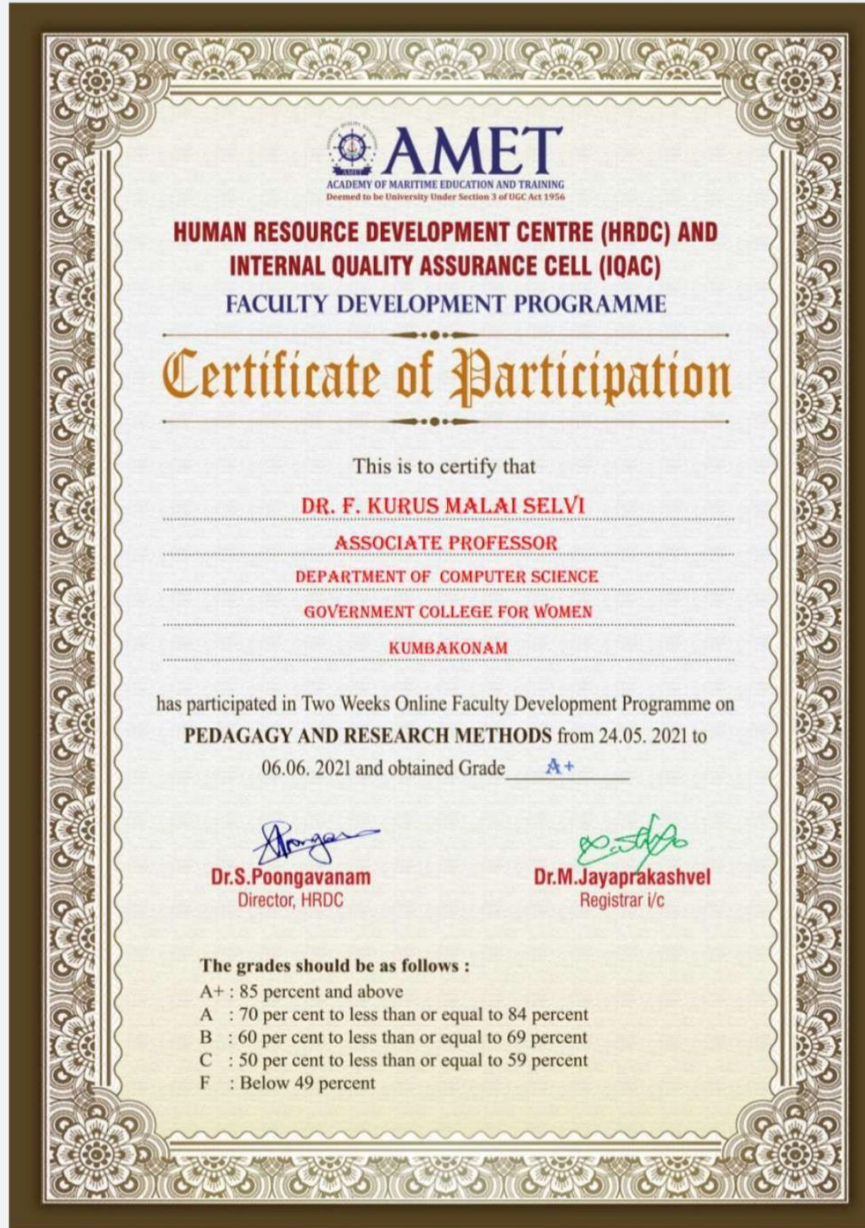 AMET
AMET
ACADEMY OF MARITIME EDUCATION AND TRAINING
Deemed to be University Under Section 3 of UGC Act 1956
HUMAN RESOURCE DEVELOPMENT CENTRE (HRDC) AND
INTERNAL QUALITY ASSURANCE CELL (IQAC)
FACULTY DEVELOPMENT PROGRAMME
Certificate of Participation
This is to certify that
DR. F. KURUS MALAI SELVI
ASSOCIATE PROFESSOR
DEPARTMENT OF COMPUTER SCIENCE
GOVERNMENT COLLEGE FOR WOMEN
KUMBAKONAM
has participated in Two Weeks Online Faculty Development Programme on
PEDAGAGY AND RESEARCH METHODS from 24.05. 2021 to
06.06. 2021 and obtained Grade A+
Dr.S.Poongavanam Dr.M.Jayaprakashvel
Director, HRDC Registrar i/c
The grades should be as follows :
A+ : 85 percent and above
A : 70 per cent to less than or equal to 84 percent
B : 60 per cent to less than or equal to 69 percent
C : 50 per cent to less than or equal to 59 percent
F : Below 49 percent